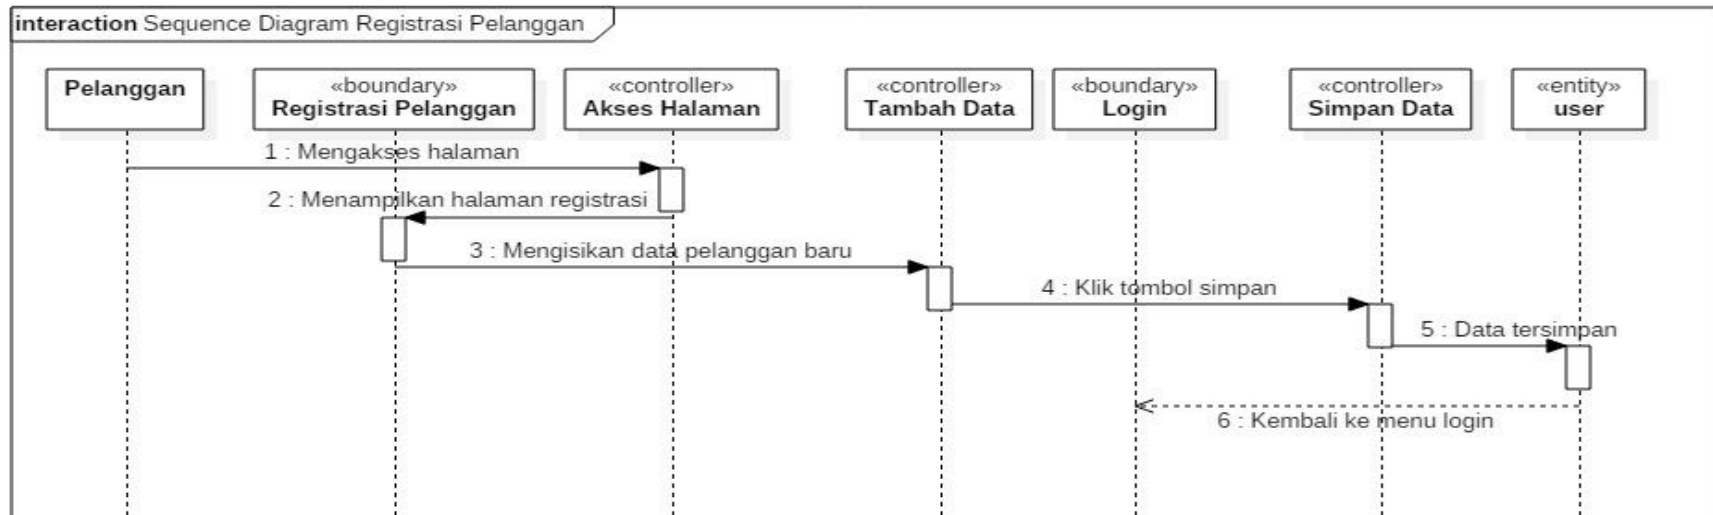 interaction Sequence Diagram Registrasi Pelanggan
Pelanggan
«boundary»
Registrasi Pelanggan
«controller»
Akses Halaman
«controller»
Tambah Data
«boundary»
Login
«controller»
Simpan Data
«entity»
user
1 : Mengakses halaman
2 : Menampilkan halaman registrasi
3 : Mengisikan data pelanggan baru
4 : Klik tombol simpan
5 : Data tersimpan
6 : Kembali ke menu login